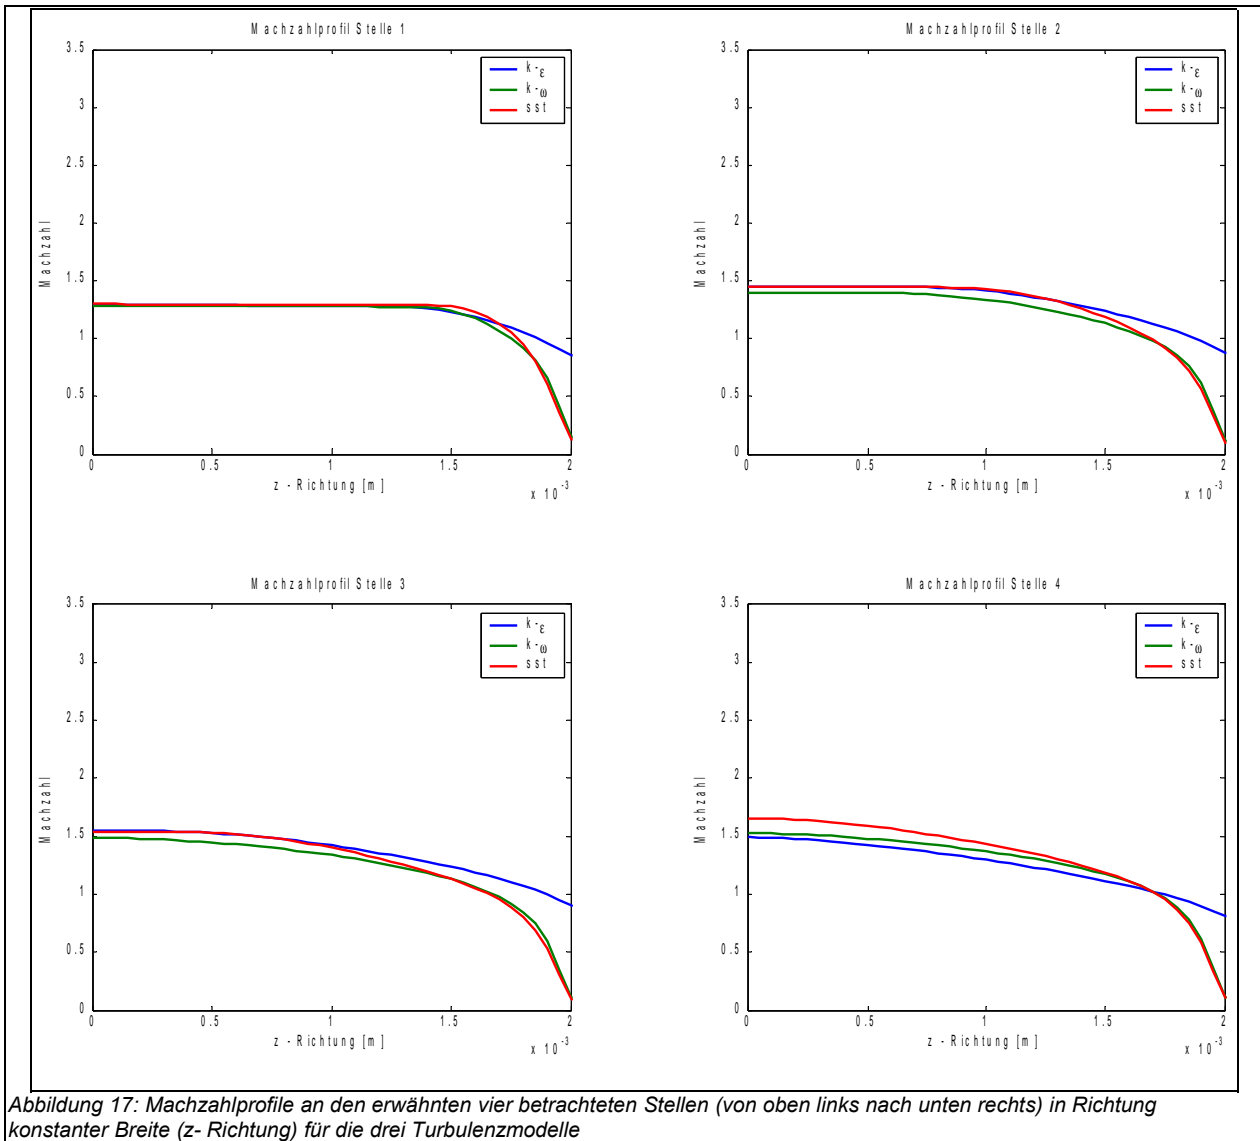 Machzahlprofil Stelle 1
3.5
3
2.5
2
1.5
1
0.5
0
Machzahl
k-ε
k-ω
sst
0 0.5 1 1.5 2
z - Richtung [m]
x 10^-3
Machzahlprofil Stelle 2
3.5
3
2.5
2
1.5
1
0.5
0
Machzahl
k-ε
k-ω
sst
0 0.5 1 1.5 2
z - Richtung [m]
x 10^-3
Machzahlprofil Stelle 3
3.5
3
2.5
2
1.5
1
0.5
0
Machzahl
k-ε
k-ω
sst
0 0.5 1 1.5 2
z - Richtung [m]
x 10^-3
Machzahlprofil Stelle 4
3.5
3
2.5
2
1.5
1
0.5
0
Machzahl
k-ε
k-ω
sst
0 0.5 1 1.5 2
z - Richtung [m]
x 10^-3
Abbildung 17: Machzahlprofile an den erwähnten vier betrachteten Stellen (von oben links nach unten rechts) in Richtung
konstanter Breite (z- Richtung) für die drei Turbulenzmodelle